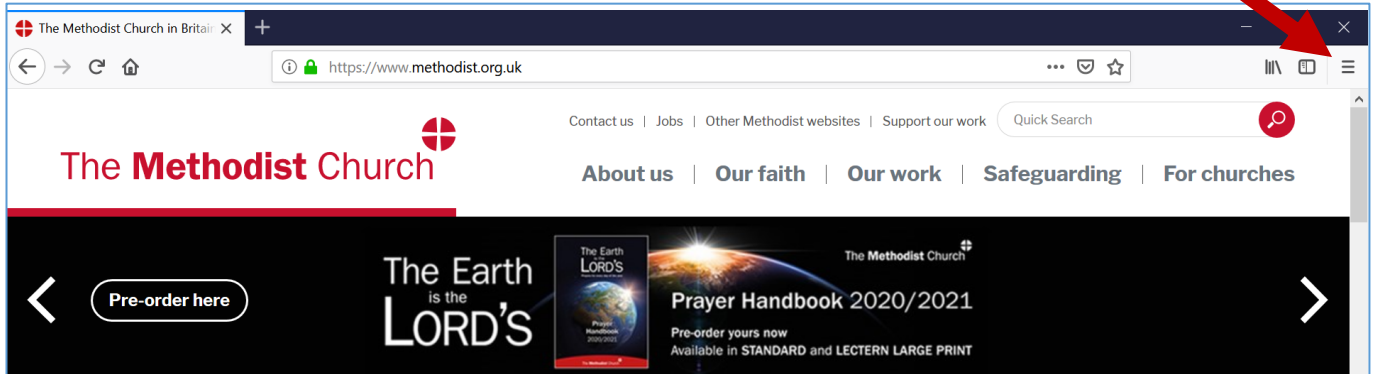 The Methodist Church in Britain
https://www.methodist.org.uk
Contact us | Jobs | Other Methodist websites | Support our work
Quick Search
The Methodist Church
About us | Our faith | Our work | Safeguarding | For churches
Pre-order here
The Earth
is the
LORD'S
The Earth
is the
LORD'S
Prayer
Handbook
2020/2021
The Methodist Church
The Methodist Church
Prayer Handbook 2020/2021
Pre-order yours now
Available in STANDARD and LECTERN LARGE PRINT